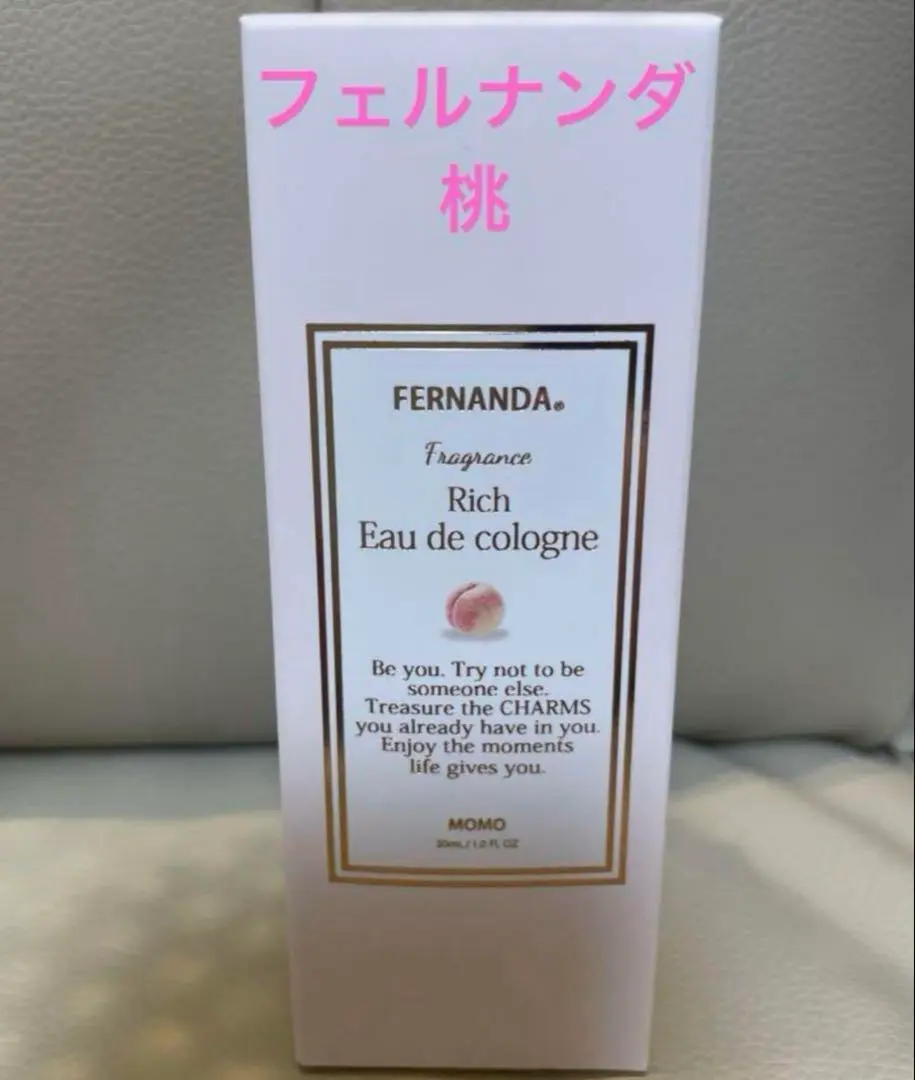 フェルナンダ
桃
FERNANDA®
Fragrance
Rich
Eau de cologne
Be you. Try not to be
someone else.
Treasure the CHARMS
you already have in you.
Enjoy the moments
life gives you.
MOMO
30mL / 1.0 FL OZ